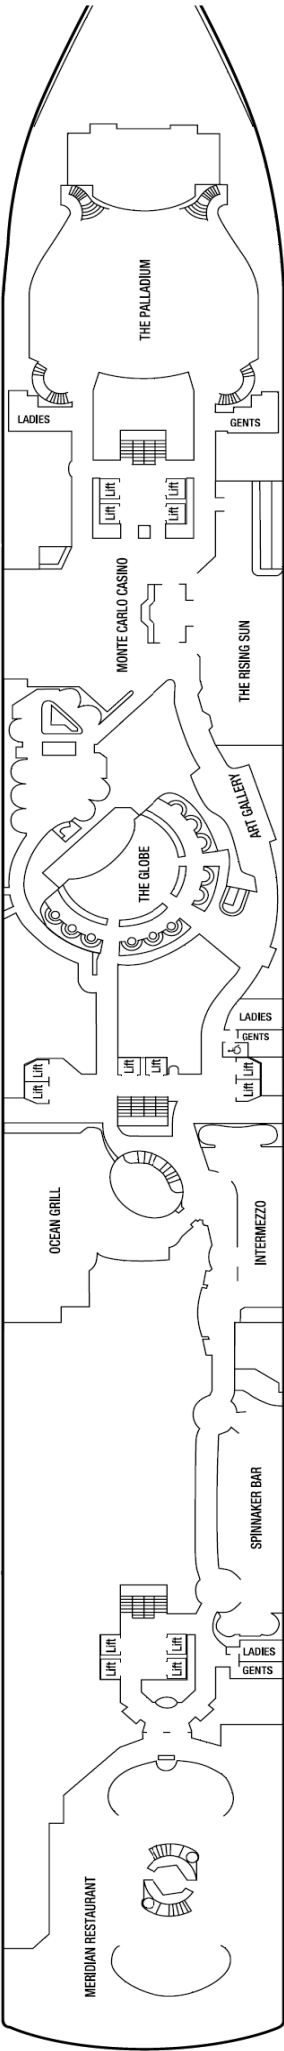 THE PALLADIUM
LADIES
GENTS
Lift
Lift
Lift
Lift
MONTE CARLO CASINO
THE RISING SUN
ART GALLERY
THE GLOBE
LADIES
GENTS
Lift
Lift
Lift
Lift
Lift
Lift
OCEAN GRILL
INTERMEZZO
SPINNAKER BAR
Lift
Lift
Lift
Lift
LADIES
GENTS
MERIDIAN RESTAURANT